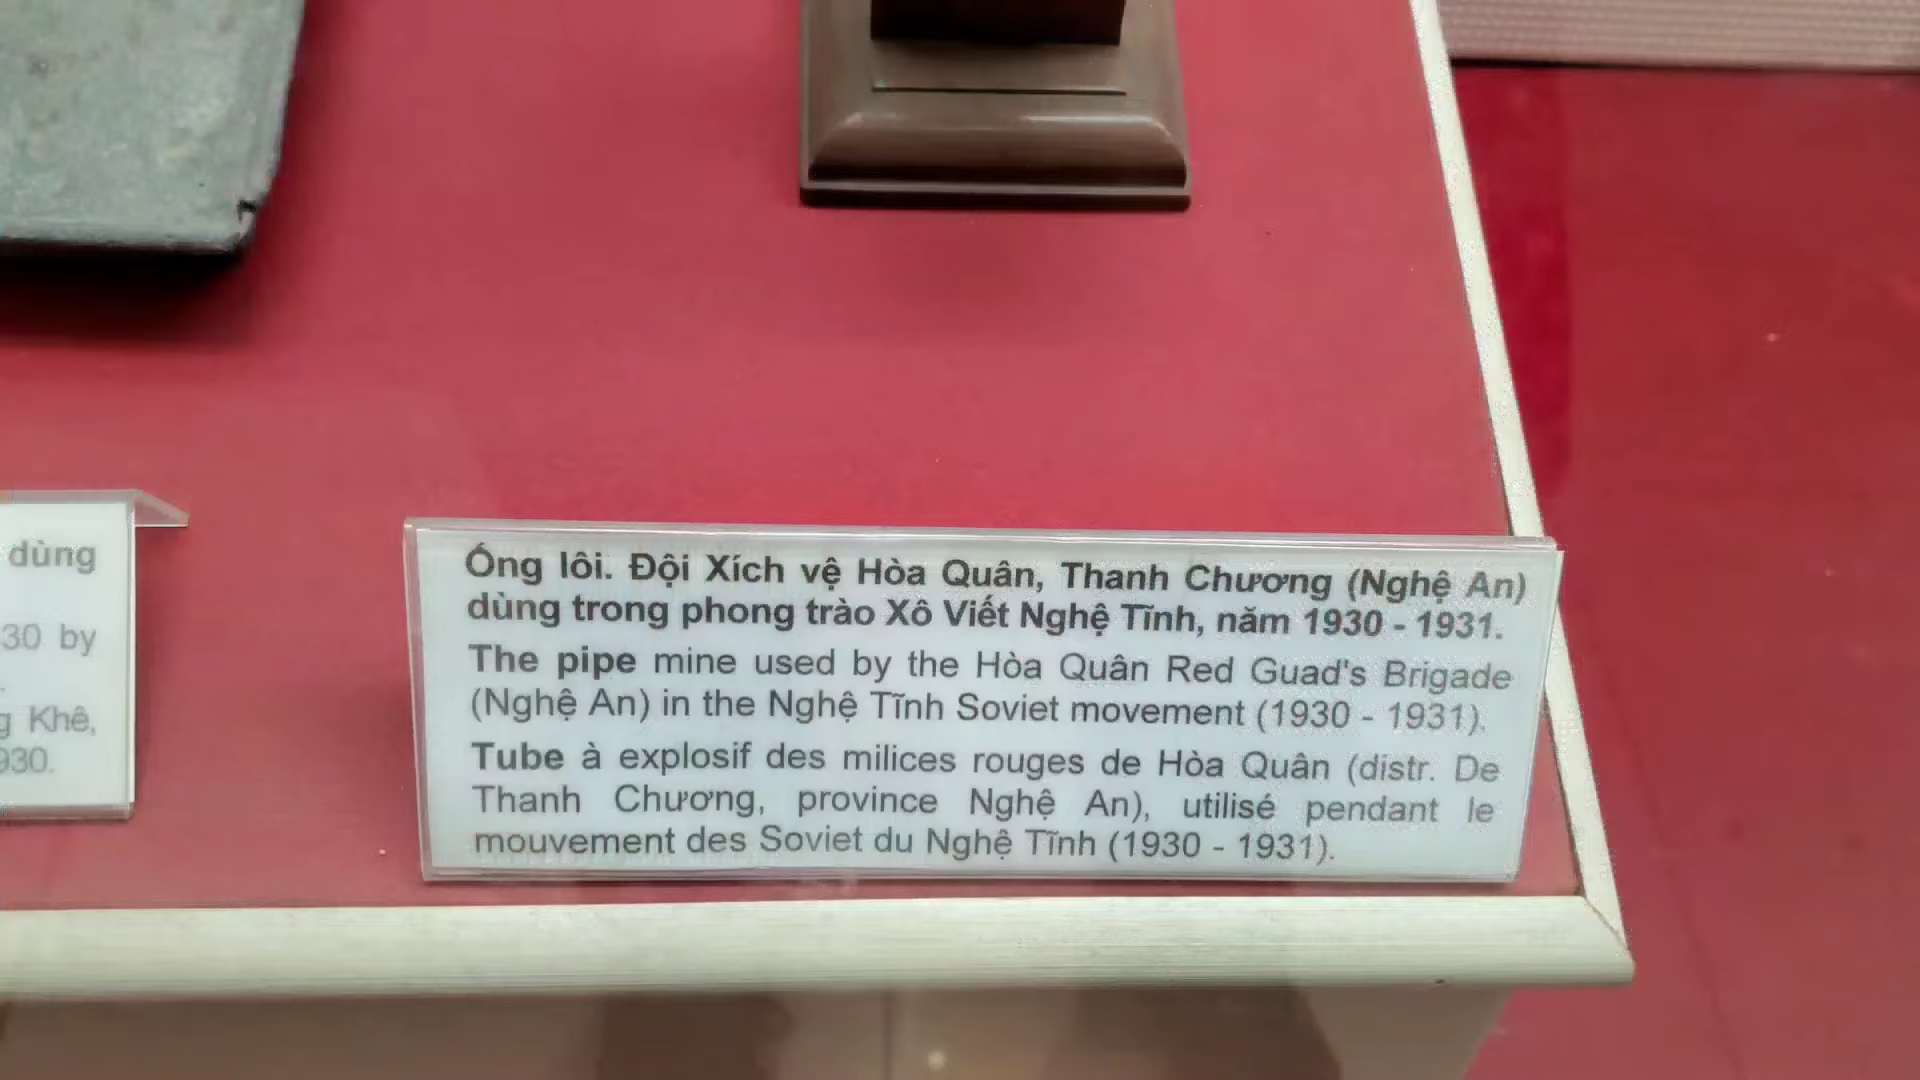 dùng
30 by
g Khê,
930.
Ống lôi. Đội Xích vệ Hòa Quân, Thanh Chương (Nghệ An)
dùng trong phong trào Xô Viết Nghệ Tĩnh, năm 1930 - 1931.
The pipe mine used by the Hòa Quân Red Guad's Brigade
(Nghệ An) in the Nghệ Tĩnh Soviet movement (1930 - 1931).
Tube à explosif des milices rouges de Hòa Quân (distr. De
Thanh Chương, province Nghệ An), utilisé pendant le
mouvement des Soviet du Nghệ Tĩnh (1930 - 1931).